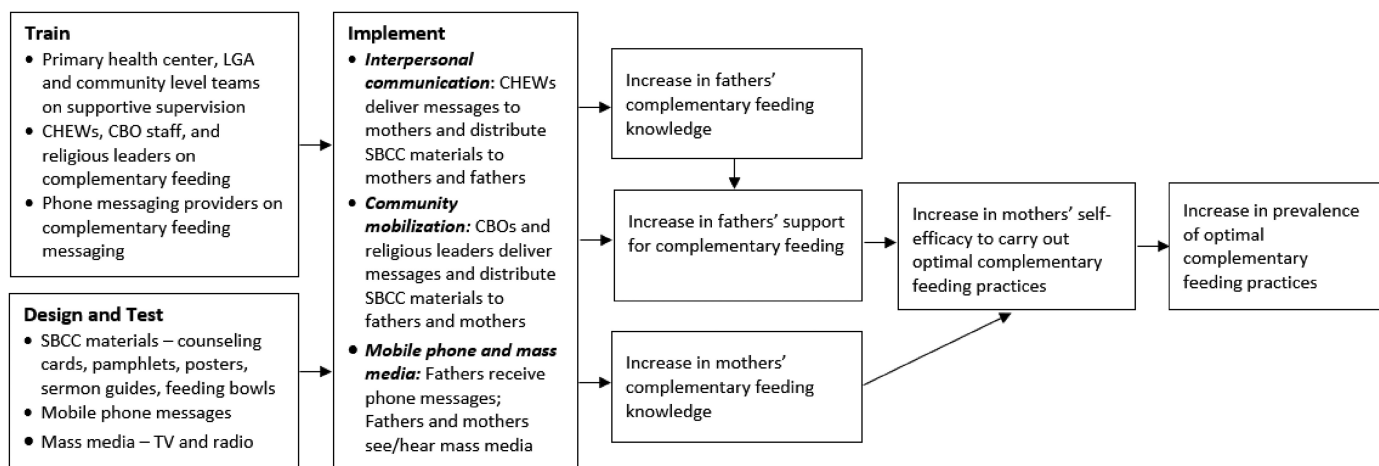 Train
• Primary health center, LGA
and community level teams
on supportive supervision
• CHEWs, CBO staff, and
religious leaders on
complementary feeding
• Phone messaging providers on
complementary feeding
messaging
Design and Test
• SBCC materials – counseling
cards, pamphlets, posters,
sermon guides, feeding bowls
• Mobile phone messages
• Mass media – TV and radio
Implement
• Interpersonal
communication: CHEWs
deliver messages to
mothers and distribute
SBCC materials to
mothers and fathers
• Community
mobilization: CBOs and
religious leaders deliver
messages and distribute
SBCC materials to
fathers and mothers
• Mobile phone and mass
media: Fathers receive
phone messages;
Fathers and mothers
see/hear mass media
Increase in fathers’
complementary feeding
knowledge
Increase in fathers’ support
for complementary feeding
Increase in mothers’
complementary feeding
knowledge
Increase in mothers’ self-
efficacy to carry out
optimal complementary
feeding practices
Increase in prevalence
of optimal
complementary
feeding practices